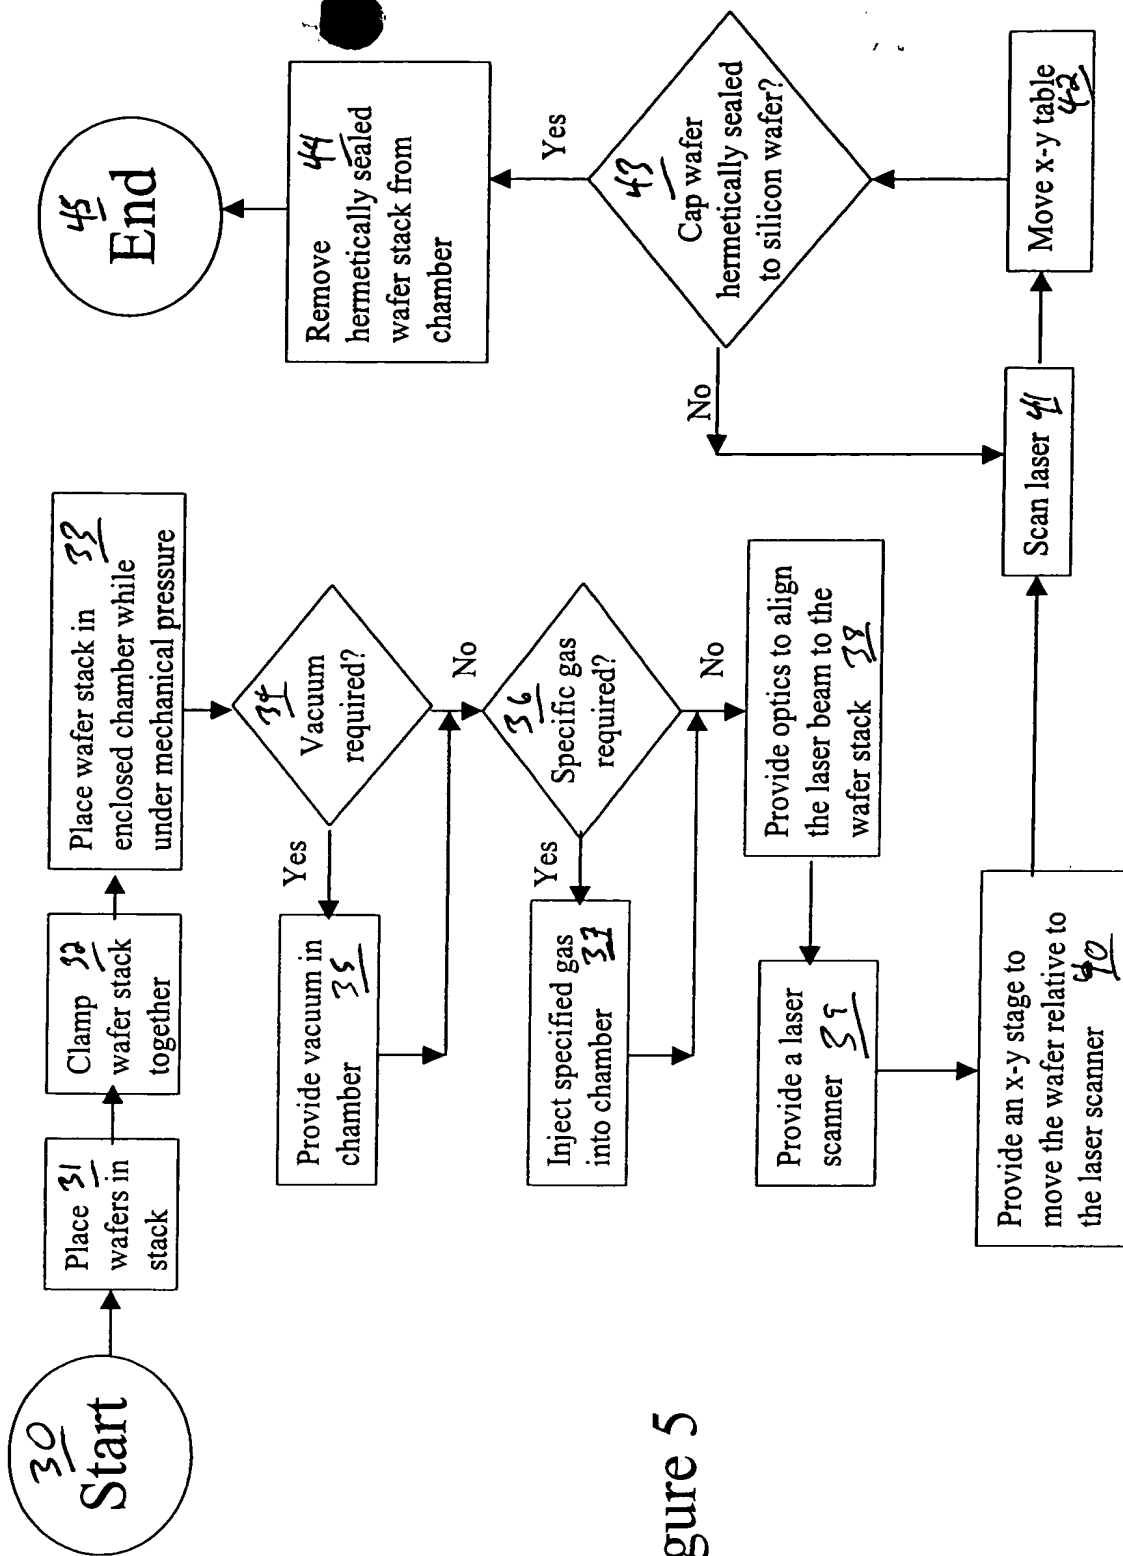 30
Start
Place 31
wafers in
stack
Clamp 32
wafer stack
together
Place wafer stack in 33
enclosed chamber while
under mechanical pressure
34
Vacuum
required?
Yes
No
Provide vacuum in
chamber 35
36
Specific gas
required?
Yes
No
Inject specified gas
into chamber 37
Provide optics to align
the laser beam to the
wafer stack 38
Provide a laser
scanner 39
Provide an x-y stage to
move the wafer relative to
the laser scanner 40
Scan laser 41
Move x-y table
42
43
Cap wafer
hermetically sealed
to silicon wafer?
No
Yes
Remove 44
hermetically sealed
wafer stack from
chamber
45
End
gure 5